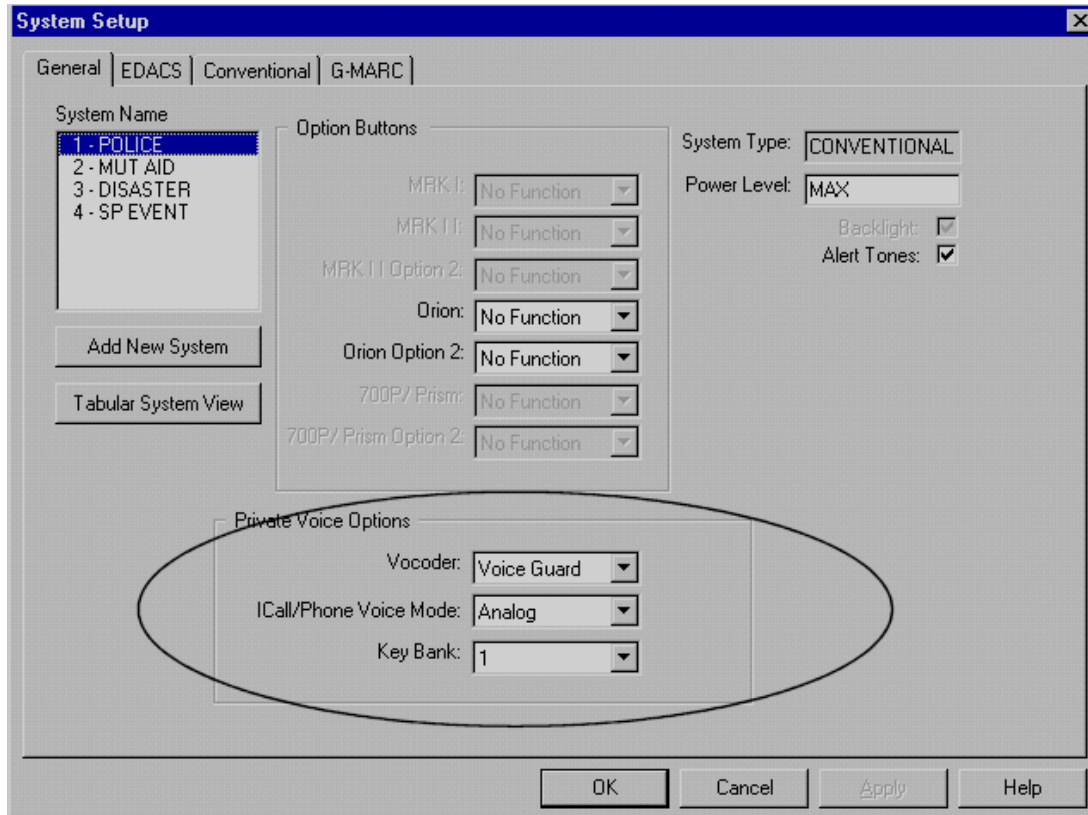 System Setup
General
EDACS
Conventional
G-MARC
System Name
1 - POLICE
2 - MUT AID
3 - DISASTER
4 - SP EVENT
Add New System
Tabular System View
Option Buttons
MRK I: No Function
MRK I I: No Function
MRK I I Option 2: No Function
Orion: No Function
Orion Option 2: No Function
700P/ Prism: No Function
700P/ Prism Option 2: No Function
System Type: CONVENTIONAL
Power Level: MAX
Backlight:
Alert Tones:
Private Voice Options
Vocoder: Voice Guard
ICall/Phone Voice Mode: Analog
Key Bank: 1
OK
Cancel
Apply
Help